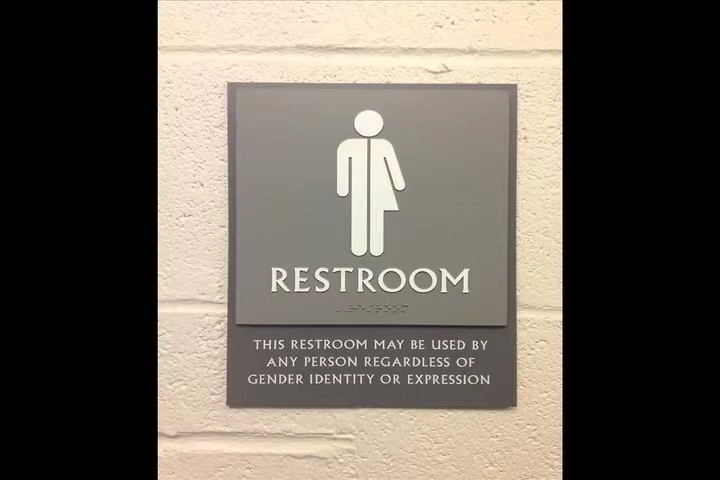 RESTROOM
THIS RESTROOM MAY BE USED BY
ANY PERSON REGARDLESS OF
GENDER IDENTITY OR EXPRESSION